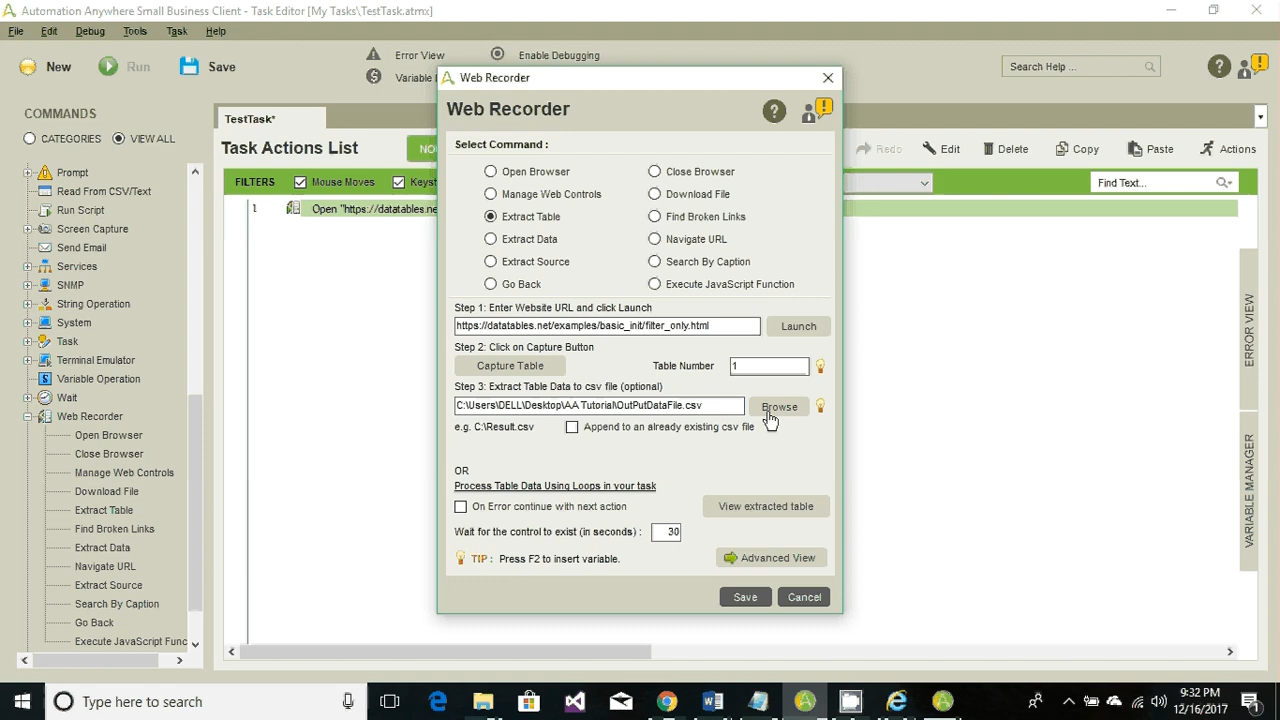 Automation Anywhere Small Business Client - Task Editor [My Tasks\TestTask.atmx]
File Edit Debug Tools Task Help
New Run Save
Error View Enable Debugging
Variable
Search Help ...
COMMANDS
CATEGORIES VIEW ALL
Prompt
Read From CSV/Text
Run Script
Screen Capture
Send Email
Services
SNMP
String Operation
System
Task
Terminal Emulator
Variable Operation
Wait
Web Recorder
Open Browser
Close Browser
Manage Web Controls
Download File
Extract Table
Find Broken Links
Extract Data
Navigate URL
Extract Source
Search By Caption
Go Back
Execute JavaScript Func
TestTask*
Task Actions List
Redo Edit Delete Copy Paste Actions
FILTERS Mouse Moves
Find Text...
1 Open "https://datatables.ne
ERROR VIEW
VARIABLE MANAGER
Web Recorder
Web Recorder
Select Command :
Open Browser Close Browser
Manage Web Controls Download File
Extract Table Find Broken Links
Extract Data Navigate URL
Extract Source Search By Caption
Go Back Execute JavaScript Function
Step 1: Enter Website URL and click Launch
https://datatables.net/examples/basic_init/filter_only.html Launch
Step 2: Click on Capture Button
Capture Table Table Number 1
Step 3: Extract Table Data to csv file (optional)
C:\Users\DELL\Desktop\AA Tutorial\OutPutDataFile.csv Browse
e.g. C:\Result.csv Append to an already existing csv file
OR
Process Table Data Using Loops in your task
On Error continue with next action View extracted table
Wait for the control to exist (in seconds) : 30
TIP : Press F2 to insert variable. Advanced View
Save Cancel
Type here to search
9:32 PM
12/16/2017